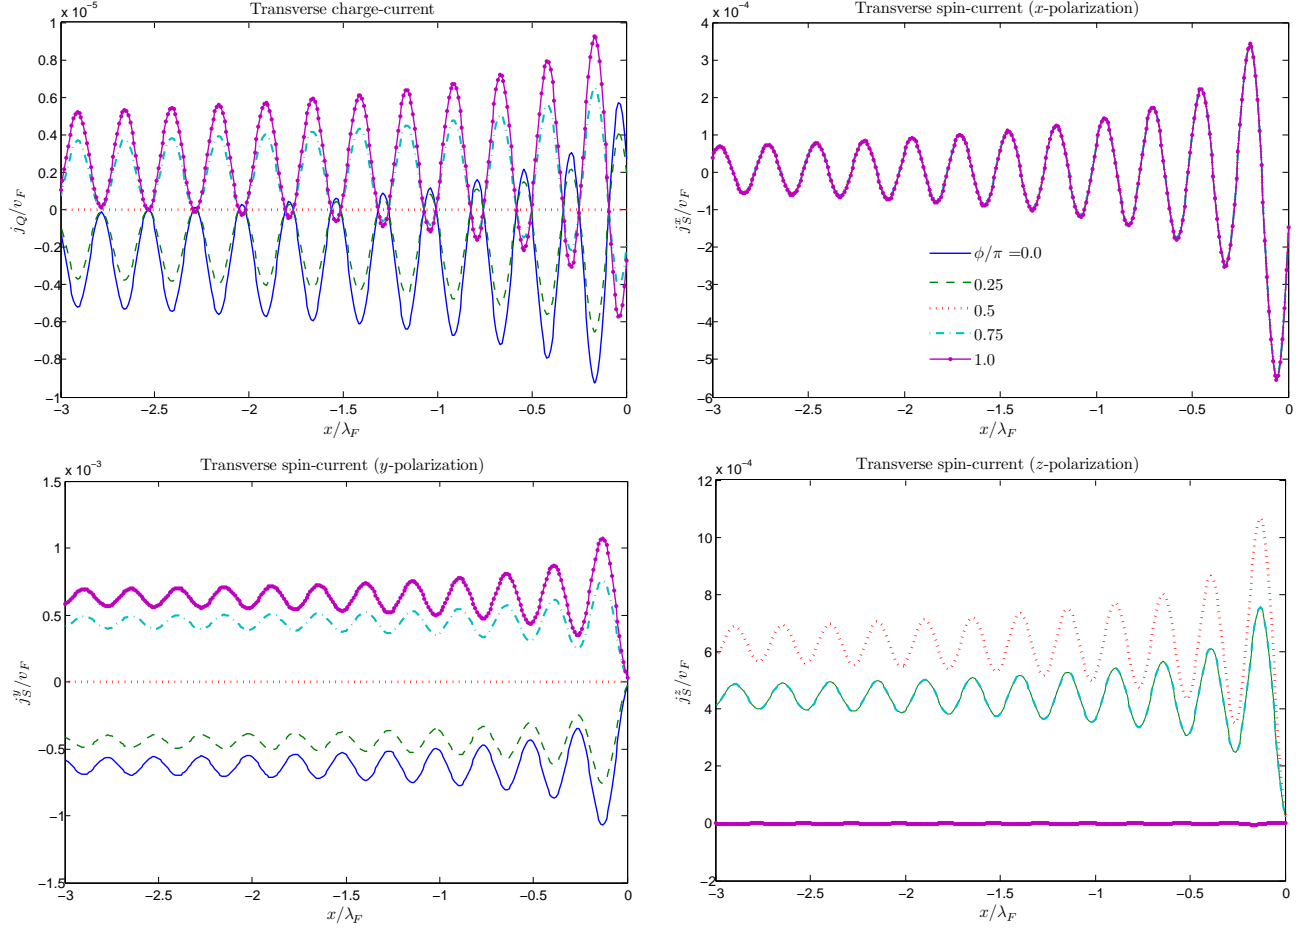 Transverse charge-current
x 10⁻⁵
1
0.8
0.6
0.4
0.2
0
−0.2
−0.4
−0.6
−0.8
−1
j_Q/v_F
−3 −2.5 −2 −1.5 −1 −0.5 0
x/λ_F
Transverse spin-current (x-polarization)
x 10⁻⁴
4
3
2
1
0
−1
−2
−3
−4
−5
−6
j_S^x/v_F
ϕ/π =0.0
0.25
0.5
0.75
1.0
−3 −2.5 −2 −1.5 −1 −0.5 0
x/λ_F
Transverse spin-current (y-polarization)
x 10⁻³
1.5
1
0.5
0
−0.5
−1
−1.5
j_S^y/v_F
−3 −2.5 −2 −1.5 −1 −0.5 0
x/λ_F
Transverse spin-current (z-polarization)
x 10⁻⁴
12
10
8
6
4
2
0
−2
j_S^z/v_F
−3 −2.5 −2 −1.5 −1 −0.5 0
x/λ_F